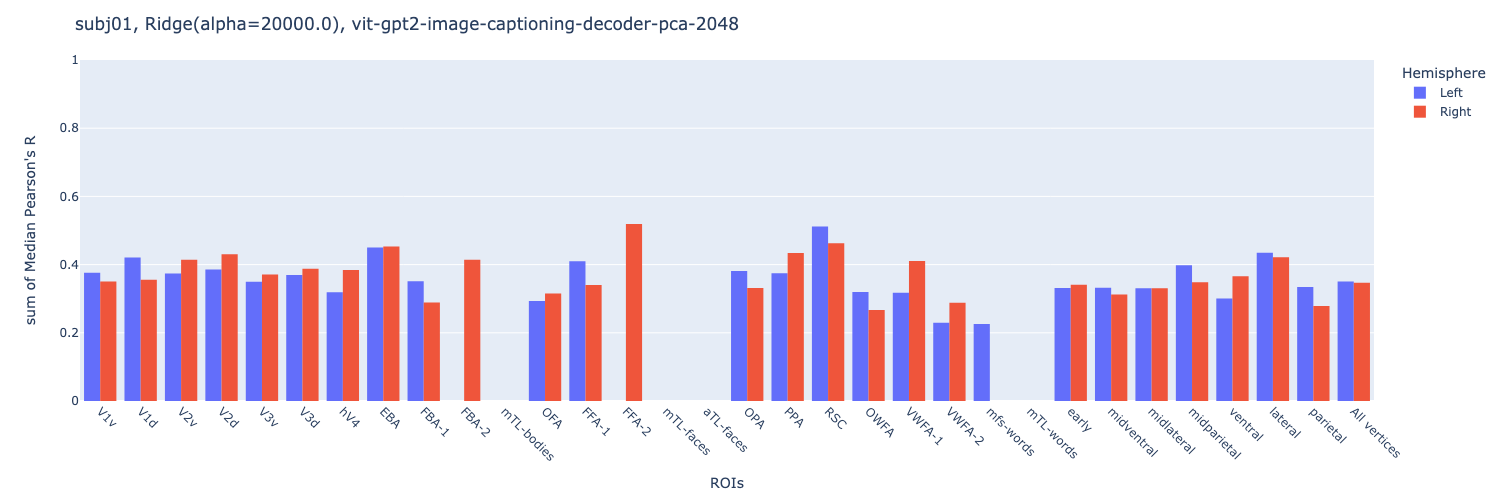 subj01, Ridge(alpha=20000.0), vit-gpt2-image-captioning-decoder-pca-2048
Hemisphere
Left
Right
sum of Median Pearson's R
1
0.8
0.6
0.4
0.2
0
V1v
V1d
V2v
V2d
V3v
V3d
hV4
EBA
FBA-1
FBA-2
mTL-bodies
OFA
FFA-1
FFA-2
mTL-faces
aTL-faces
OPA
PPA
RSC
OWFA
VWFA-1
VWFA-2
mfs-words
mTL-words
early
midventral
midlateral
midparietal
ventral
lateral
parietal
All vertices
ROIs